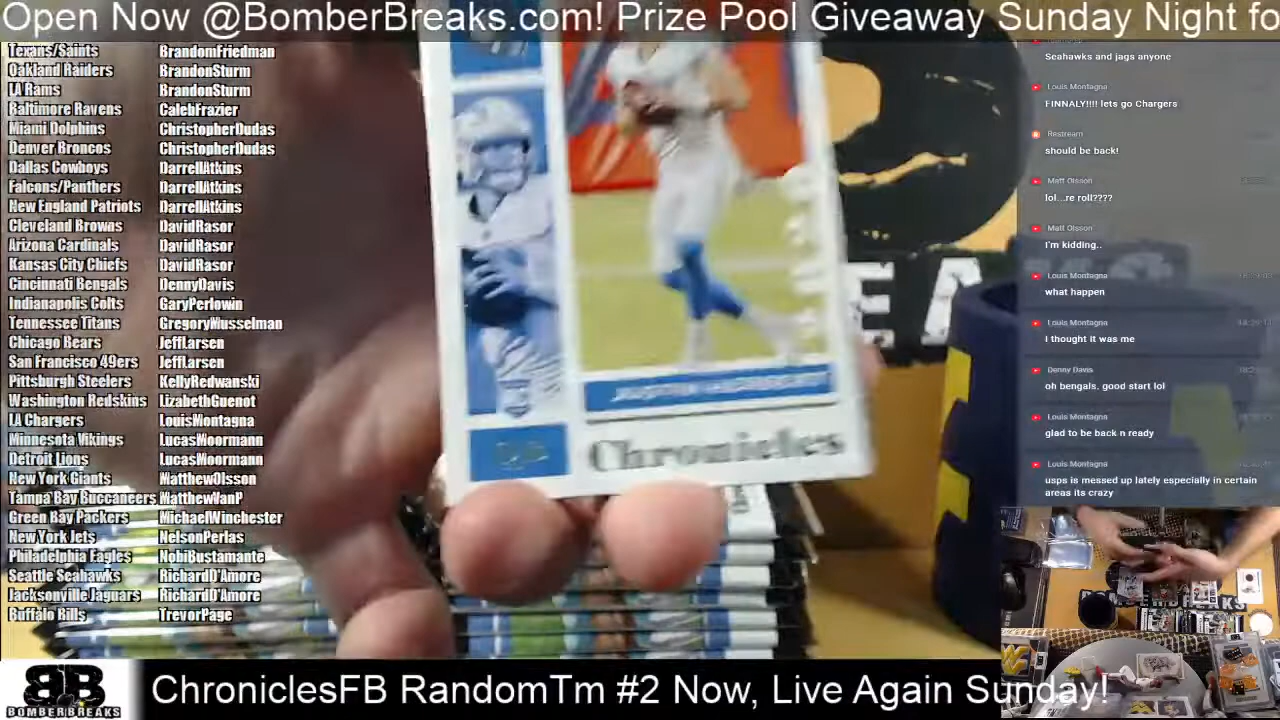 Open Now @BomberBreaks.com! Prize Pool Giveaway Sunday Night fo
Texans/Saints BrandomFriedman
Oakland Raiders BrandonSturm
LA Rams BrandonSturm
Baltimore Ravens CalebFrazier
Miami Dolphins ChristopherDudas
Denver Broncos ChristopherDudas
Dallas Cowboys DarrellAtkins
Falcons/Panthers DarrellAtkins
New England Patriots DarrellAtkins
Cleveland Browns DavidRasor
Arizona Cardinals DavidRasor
Kansas City Chiefs DavidRasor
Cincinnati Bengals DennyDavis
Indianapolis Colts GaryPerlowin
Tennessee Titans GregoryMusselman
Chicago Bears JeffLarsen
San Francisco 49ers JeffLarsen
Pittsburgh Steelers KellyRedwanski
Washington Redskins LizabethGuenot
LA Chargers LouisMontagna
Minnesota Vikings LucasMoormann
Detroit Lions LucasMoormann
New York Giants MatthewOlsson
Tampa Bay Buccaneers MatthewVanP
Green Bay Packers MichaelWinchester
New York Jets NelsonPerlas
Philadelphia Eagles NobiBustamante
Seattle Seahawks RichardD'Amore
Jacksonville Jaguars RichardD'Amore
Buffalo Bills TrevorPage
Chronicles
EA
Seahawks and jags anyone
Louis Montagna
FINNALY!!!! lets go Chargers
Restream
should be back!
Matt Olsson
lol...re roll????
Matt Olsson
I'm kidding..
Louis Montagna
what happen
Louis Montagna
I thought it was me
Denny Davis
oh bengals. good start lol
Louis Montagna
glad to be back n ready
Louis Montagna
usps is messed up lately especially in certain
areas its crazy
BB
BOMBERBREAKS
ChroniclesFB RandomTm #2 Now, Live Again Sunday!